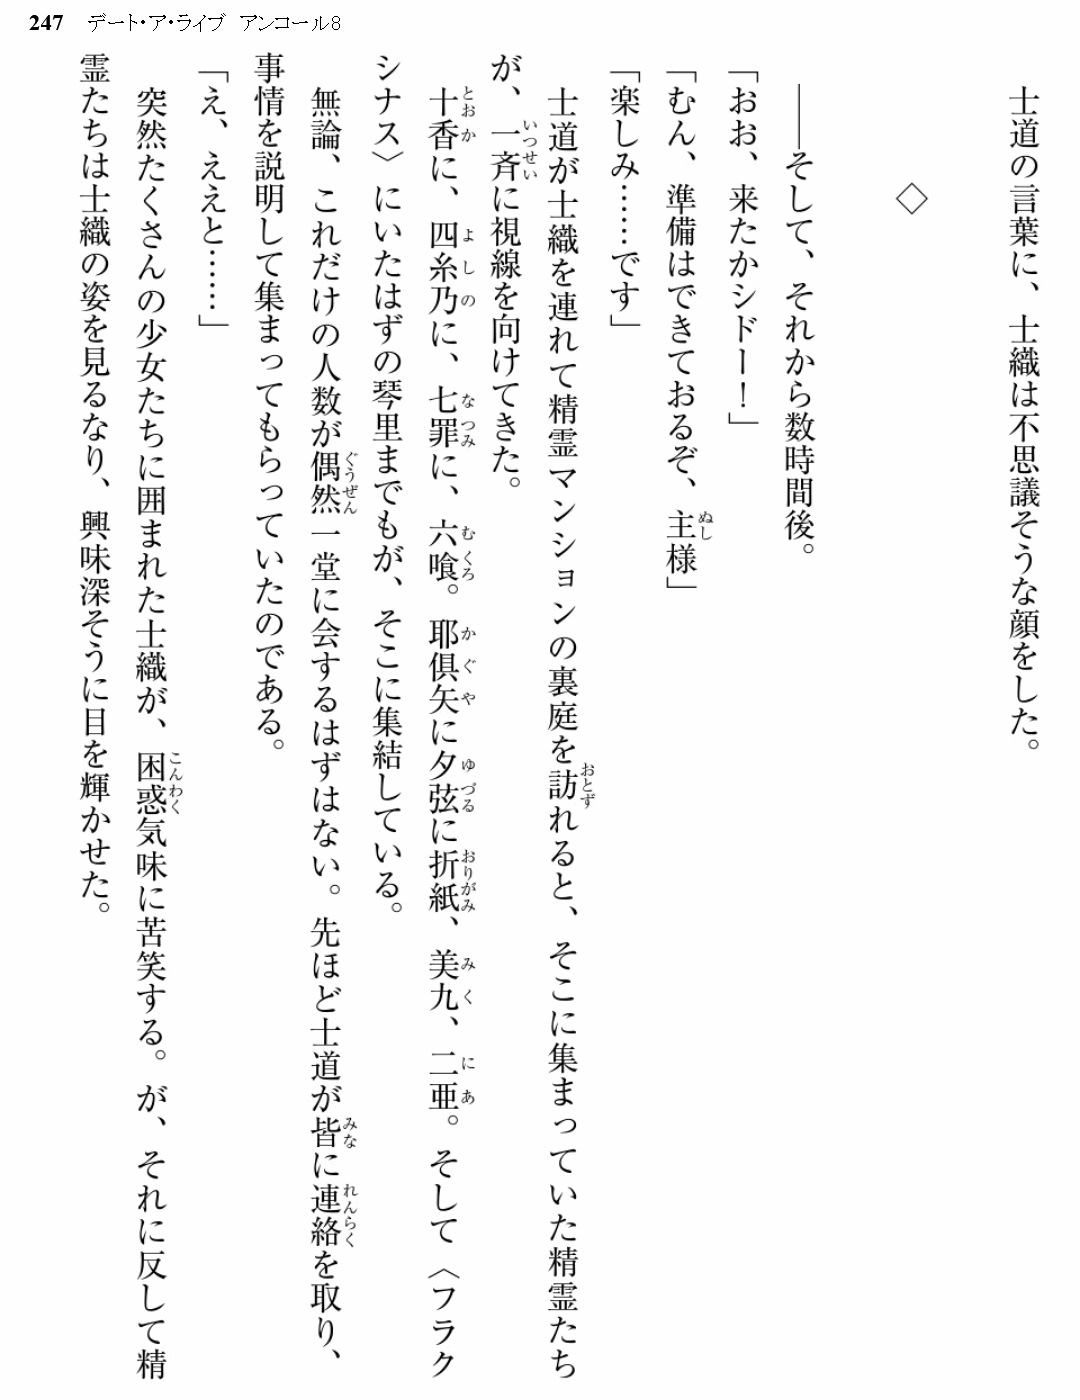 247 デート・ア・ライブ アンコール8
士道の言葉に、士織は不思議そうな顔をした。
◇
――そして、それから数時間後。
「おお、来たかシドー！」
「むん、準備はできておるぞ、主様」
「楽しみ……です」
士道が士織を連れて精霊マンションの裏庭を訪れると、そこに集まっていた精霊たち
が、一斉に視線を向けてきた。
十香に、四糸乃に、七罪に、六喰。耶倶矢に夕弦に折紙、美九、二亜。そして〈フラク
シナス〉にいたはずの琴里までもが、そこに集結している。
無論、これだけの人数が偶然一堂に会するはずはない。先ほど士道が皆に連絡を取り、
事情を説明して集まってもらっていたのである。
「え、ええと……」
突然たくさんの少女たちに囲まれた士織が、困惑気味に苦笑する。が、それに反して精
霊たちは士織の姿を見るなり、興味深そうに目を輝かせた。